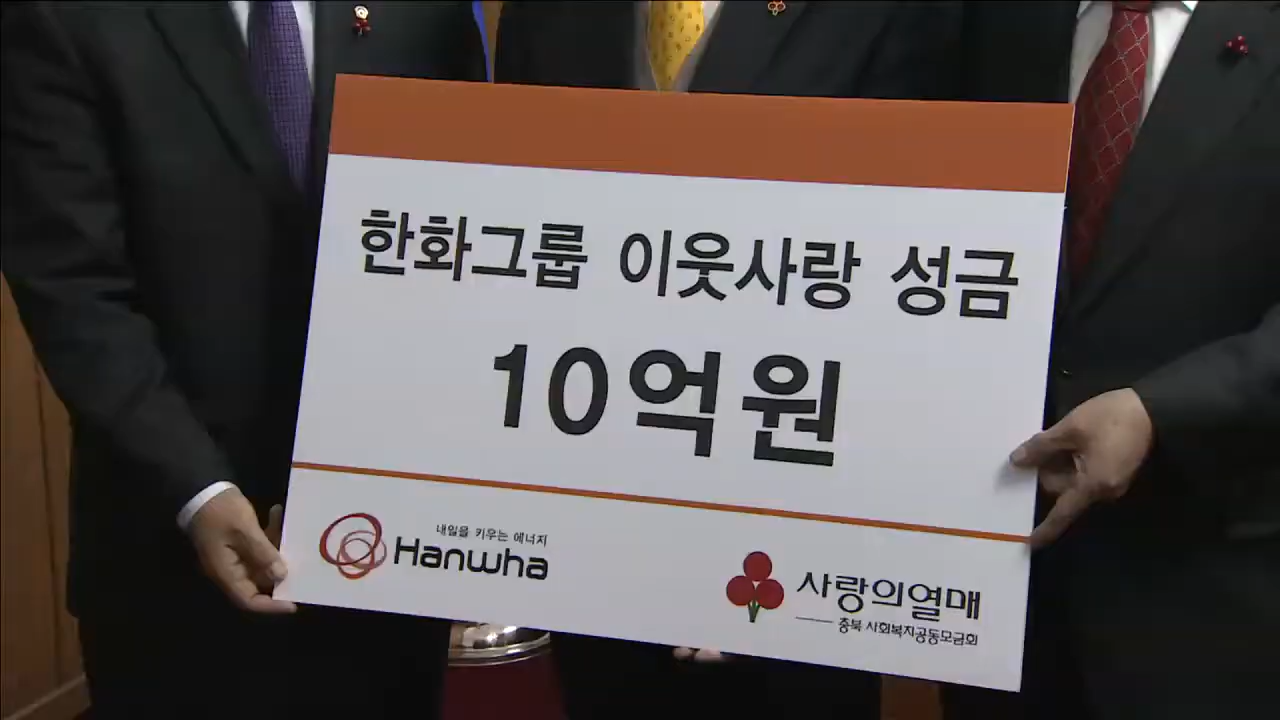 한화그룹 이웃사랑 성금
10억원
내일을 키우는 에너지
Hanwha
사랑의열매
충북 사회복지공동모금회